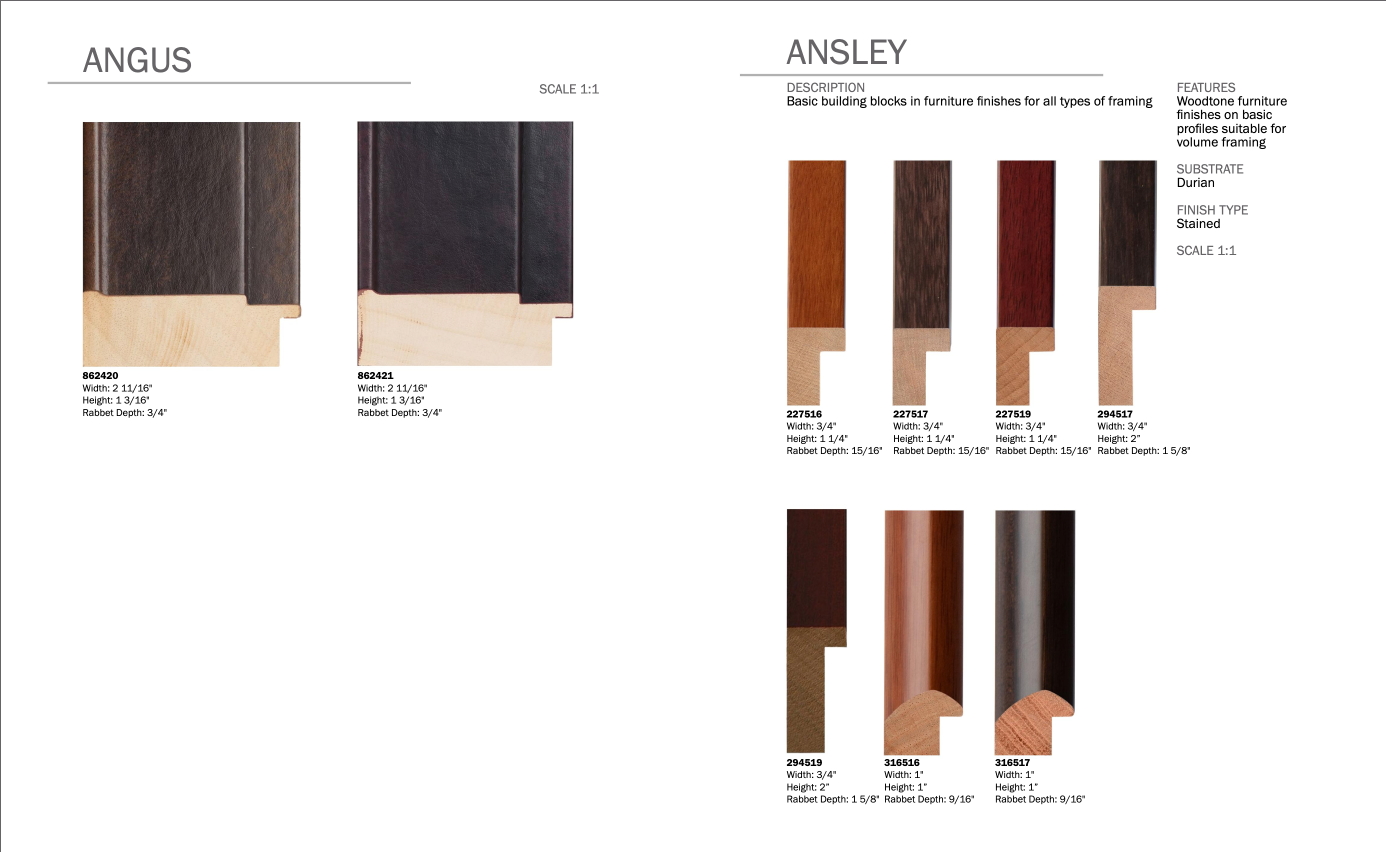 ANGUS
SCALE 1:1
862420
Width: 2 11/16"
Height: 1 3/16"
Rabbet Depth: 3/4"
862421
Width: 2 11/16"
Height: 1 3/16"
Rabbet Depth: 3/4"
ANSLEY
DESCRIPTION
Basic building blocks in furniture finishes for all types of framing
FEATURES
Woodtone furniture
finishes on basic
profiles suitable for
volume framing
SUBSTRATE
Durian
FINISH TYPE
Stained
SCALE 1:1
227516
Width: 3/4"
Height: 1 1/4"
Rabbet Depth: 15/16"
227517
Width: 3/4"
Height: 1 1/4"
Rabbet Depth: 15/16"
227519
Width: 3/4"
Height: 1 1/4"
Rabbet Depth: 15/16"
294517
Width: 3/4"
Height: 2”
Rabbet Depth: 1 5/8"
294519
Width: 3/4"
Height: 2”
Rabbet Depth: 1 5/8"
316516
Width: 1"
Height: 1”
Rabbet Depth: 9/16"
316517
Width: 1"
Height: 1”
Rabbet Depth: 9/16"